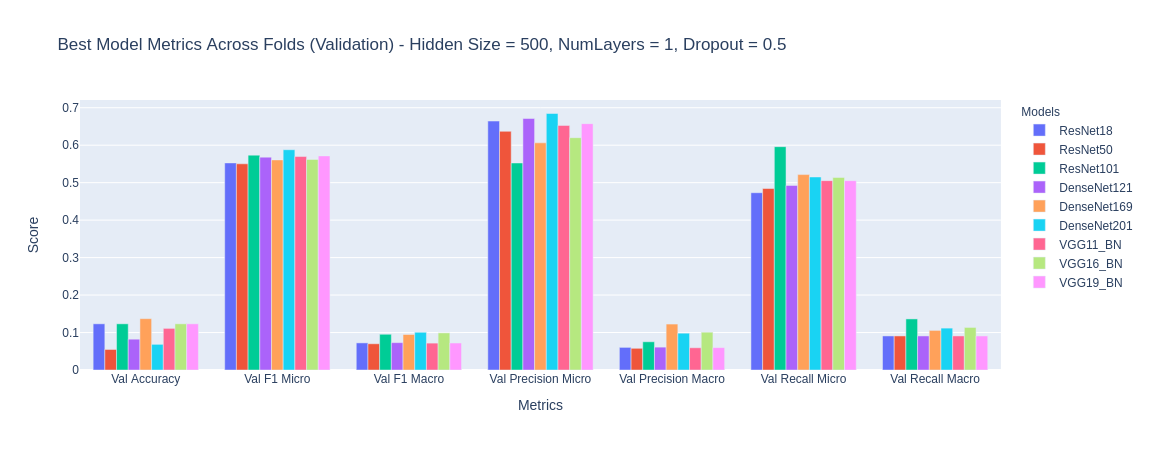 Best Model Metrics Across Folds (Validation) - Hidden Size = 500, NumLayers = 1, Dropout = 0.5
Models
ResNet18
ResNet50
ResNet101
DenseNet121
DenseNet169
DenseNet201
VGG11_BN
VGG16_BN
VGG19_BN
Score
0.7
0.6
0.5
0.4
0.3
0.2
0.1
0
Val Accuracy
Val F1 Micro
Val F1 Macro
Val Precision Micro
Val Precision Macro
Val Recall Micro
Val Recall Macro
Metrics